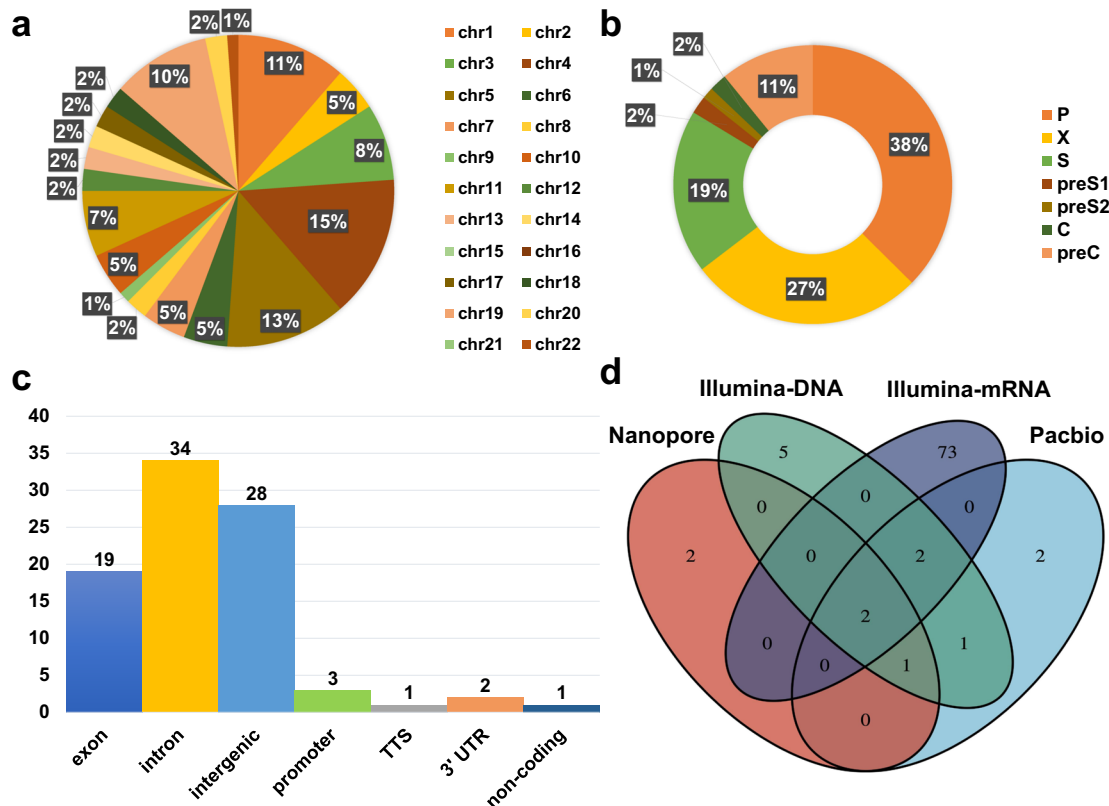 a
11%
5%
8%
15%
13%
5%
5%
2%
1%
5%
7%
2%
2%
2%
2%
2%
10%
2%
1%
chr1 chr2
chr3 chr4
chr5 chr6
chr7 chr8
chr9 chr10
chr11 chr12
chr13 chr14
chr15 chr16
chr17 chr18
chr19 chr20
chr21 chr22
b
38%
27%
19%
2%
1%
2%
11%
P
X
S
preS1
preS2
C
preC
c
40
35
30
25
20
15
10
5
0
19
34
28
3
1
2
1
exon
intron
intergenic
promoter
TTS
3' UTR
non-coding
d
Illumina-DNA Illumina-mRNA
Nanopore Pacbio
5 73
0 0 0
2 0 2 2
2
0 0 1 1
0